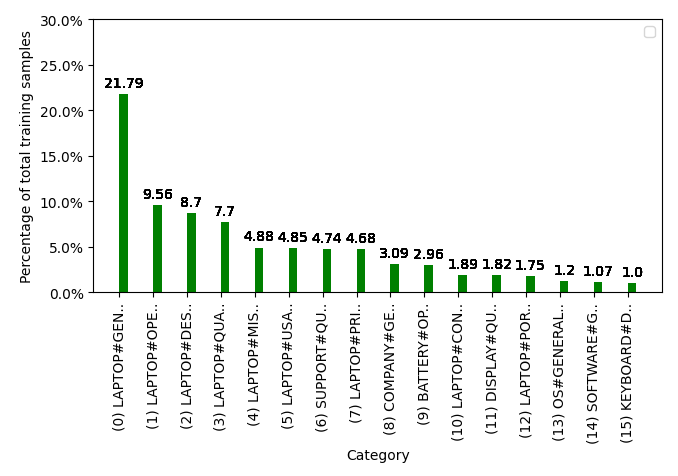 Percentage of total training samples
30.0%
25.0%
20.0%
15.0%
10.0%
5.0%
0.0%
21.79
9.56
8.7
7.7
4.88
4.85
4.74
4.68
3.09
2.96
1.89
1.82
1.75
1.2
1.07
1.0
(0) LAPTOP#GEN..
(1) LAPTOP#OPE..
(2) LAPTOP#DES..
(3) LAPTOP#QUA..
(4) LAPTOP#MIS..
(5) LAPTOP#USA..
(6) SUPPORT#QU..
(7) LAPTOP#PRI..
(8) COMPANY#GE..
(9) BATTERY#OP..
(10) LAPTOP#CON..
(11) DISPLAY#QU..
(12) LAPTOP#POR..
(13) OS#GENERAL..
(14) SOFTWARE#G..
(15) KEYBOARD#D..
Category